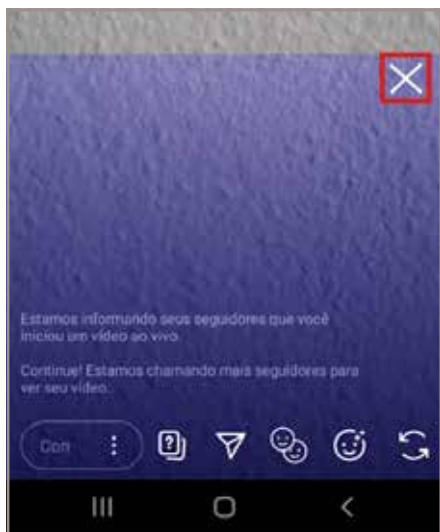 Estamos informando seus seguidores que você
iniciou um vídeo ao vivo.
Continue! Estamos chamando mais seguidores para
ver seu vídeo.
Con
?